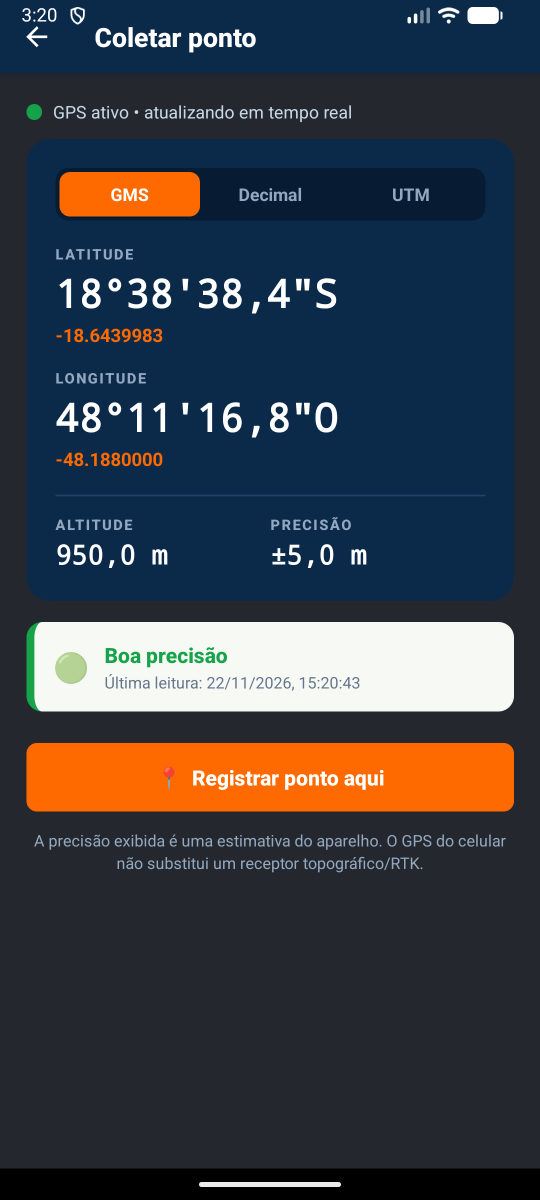 3:20
Coletar ponto
GPS ativo • atualizando em tempo real
GMS Decimal UTM
LATITUDE
18°38'38,4"S
-18.6439983
LONGITUDE
48°11'16,8"O
-48.1880000
ALTITUDE PRECISÃO
950,0 m ±5,0 m
Boa precisão
Última leitura: 22/11/2026, 15:20:43
Registrar ponto aqui
A precisão exibida é uma estimativa do aparelho. O GPS do celular
não substitui um receptor topográfico/RTK.